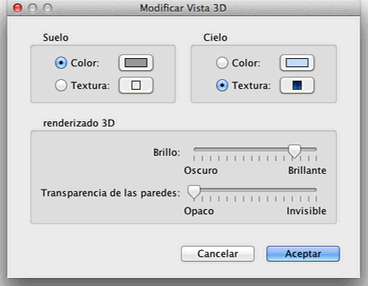 Modificar Vista 3D
Suelo
Color:
Textura:
Cielo
Color:
Textura:
renderizado 3D
Brillo:
Oscuro Brillante
Transparencia de las paredes:
Opaco Invisible
Cancelar Aceptar